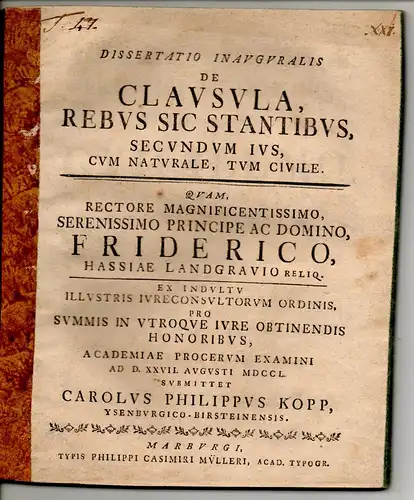 XXI.
DISSERTATIO INAVGVRALIS
DE
CLAVSVLA,
REBVS SIC STANTIBVS,
SECVNDVM IVS,
CVM NATVRALE, TVM CIVILE.
QVAM,
RECTORE MAGNIFICENTISSIMO,
SERENISSIMO PRINCIPE AC DOMINO,
FRIDERICO,
HASSIAE LANDGRAVIO RELIQ.
EX INDVLTV
ILLVSTRIS IVRECONSVLTORVM ORDINIS,
PRO
SVMMIS IN VTROQVE IVRE OBTINENDIS
HONORIBVS,
ACADEMIAE PROCERVM EXAMINI
AD D. XXVII. AVGVSTI MDCCL.
SVBMITTET
CAROLVS PHILIPPVS KOPP,
YSENBVRGICO-BIRSTEINENSIS.
MARBVRGI,
TYPIS PHILIPPI CASIMIRI MVLLERI, ACAD. TYPOGR.